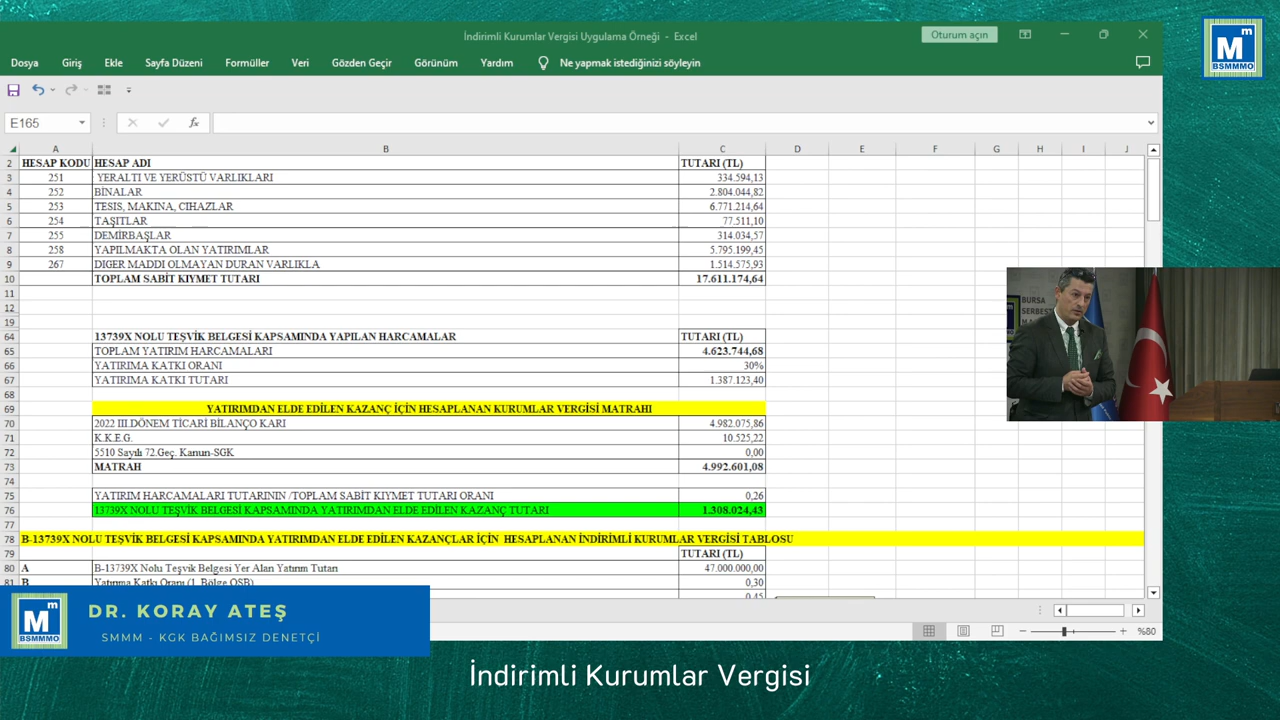 İndirimli Kurumlar Vergisi Uygulama Örneği - Excel
Oturum açın
Dosya Giriş Ekle Sayfa Düzeni Formüller Veri Gözden Geçir Görünüm Yardım Ne yapmak istediğinizi söyleyin
M m
BSMMMO
E165 fx
A B C D E F G H I J
2 HESAP KODU HESAP ADI TUTARI (TL)
3 251 YERALTI VE YERÜSTÜ VARLIKLARI 334.594,13
4 252 BİNALAR 2.804.044,82
5 253 TESIS, MAKINA, CIHAZLAR 6.771.214,64
6 254 TAŞITLAR 77.511,10
7 255 DEMİRBAŞLAR 314.034,57
8 258 YAPILMAKTA OLAN YATIRIMLAR 5.795.199,45
9 267 DIGER MADDI OLMAYAN DURAN VARLIKLA 1.514.575,93
10 TOPLAM SABİT KIYMET TUTARI 17.611.174,64
11
12
19
64 13739X NOLU TEŞVİK BELGESİ KAPSAMINDA YAPILAN HARCAMALAR TUTARI (TL)
65 TOPLAM YATIRIM HARCAMALARI 4.623.744,68
66 YATIRIMA KATKI ORANI 30%
67 YATIRIMA KATKI TUTARI 1.387.123,40
68
69 YATIRIMDAN ELDE EDİLEN KAZANÇ İÇİN HESAPLANAN KURUMLAR VERGİSİ MATRAHI
70 2022 III.DÖNEM TİCARİ BİLANÇO KARI 4.982.075,86
71 K.K.E.G. 10.525,22
72 5510 Sayılı 72.Geç. Kanun-SGK 0,00
73 MATRAH 4.992.601,08
74
75 YATIRIM HARCAMALARI TUTARININ /TOPLAM SABİT KIYMET TUTARI ORANI 0,26
76 13739X NOLU TEŞVİK BELGESİ KAPSAMINDA YATIRIMDAN ELDE EDİLEN KAZANÇ TUTARI 1.308.024,43
77
78 B-13739X NOLU TEŞVİK BELGESİ KAPSAMINDA YATIRIMDAN ELDE EDİLEN KAZANÇLAR İÇİN HESAPLANAN İNDİRİMLİ KURUMLAR VERGİSİ TABLOSU
79 TUTARI (TL)
80 A B-13739X Nolu Teşvik Belgesi Yer Alan Yatırım Tutarı 47.000.000,00
81 B Yatırıma Katkı Oranı (1. Bölge OSB) 0,30
0,45
BURSA
SERBEST
%80
M m
BSMMMO
DR. KORAY ATEŞ
SMMM - KGK BAĞIMSIZ DENETÇİ
İndirimli Kurumlar Vergisi